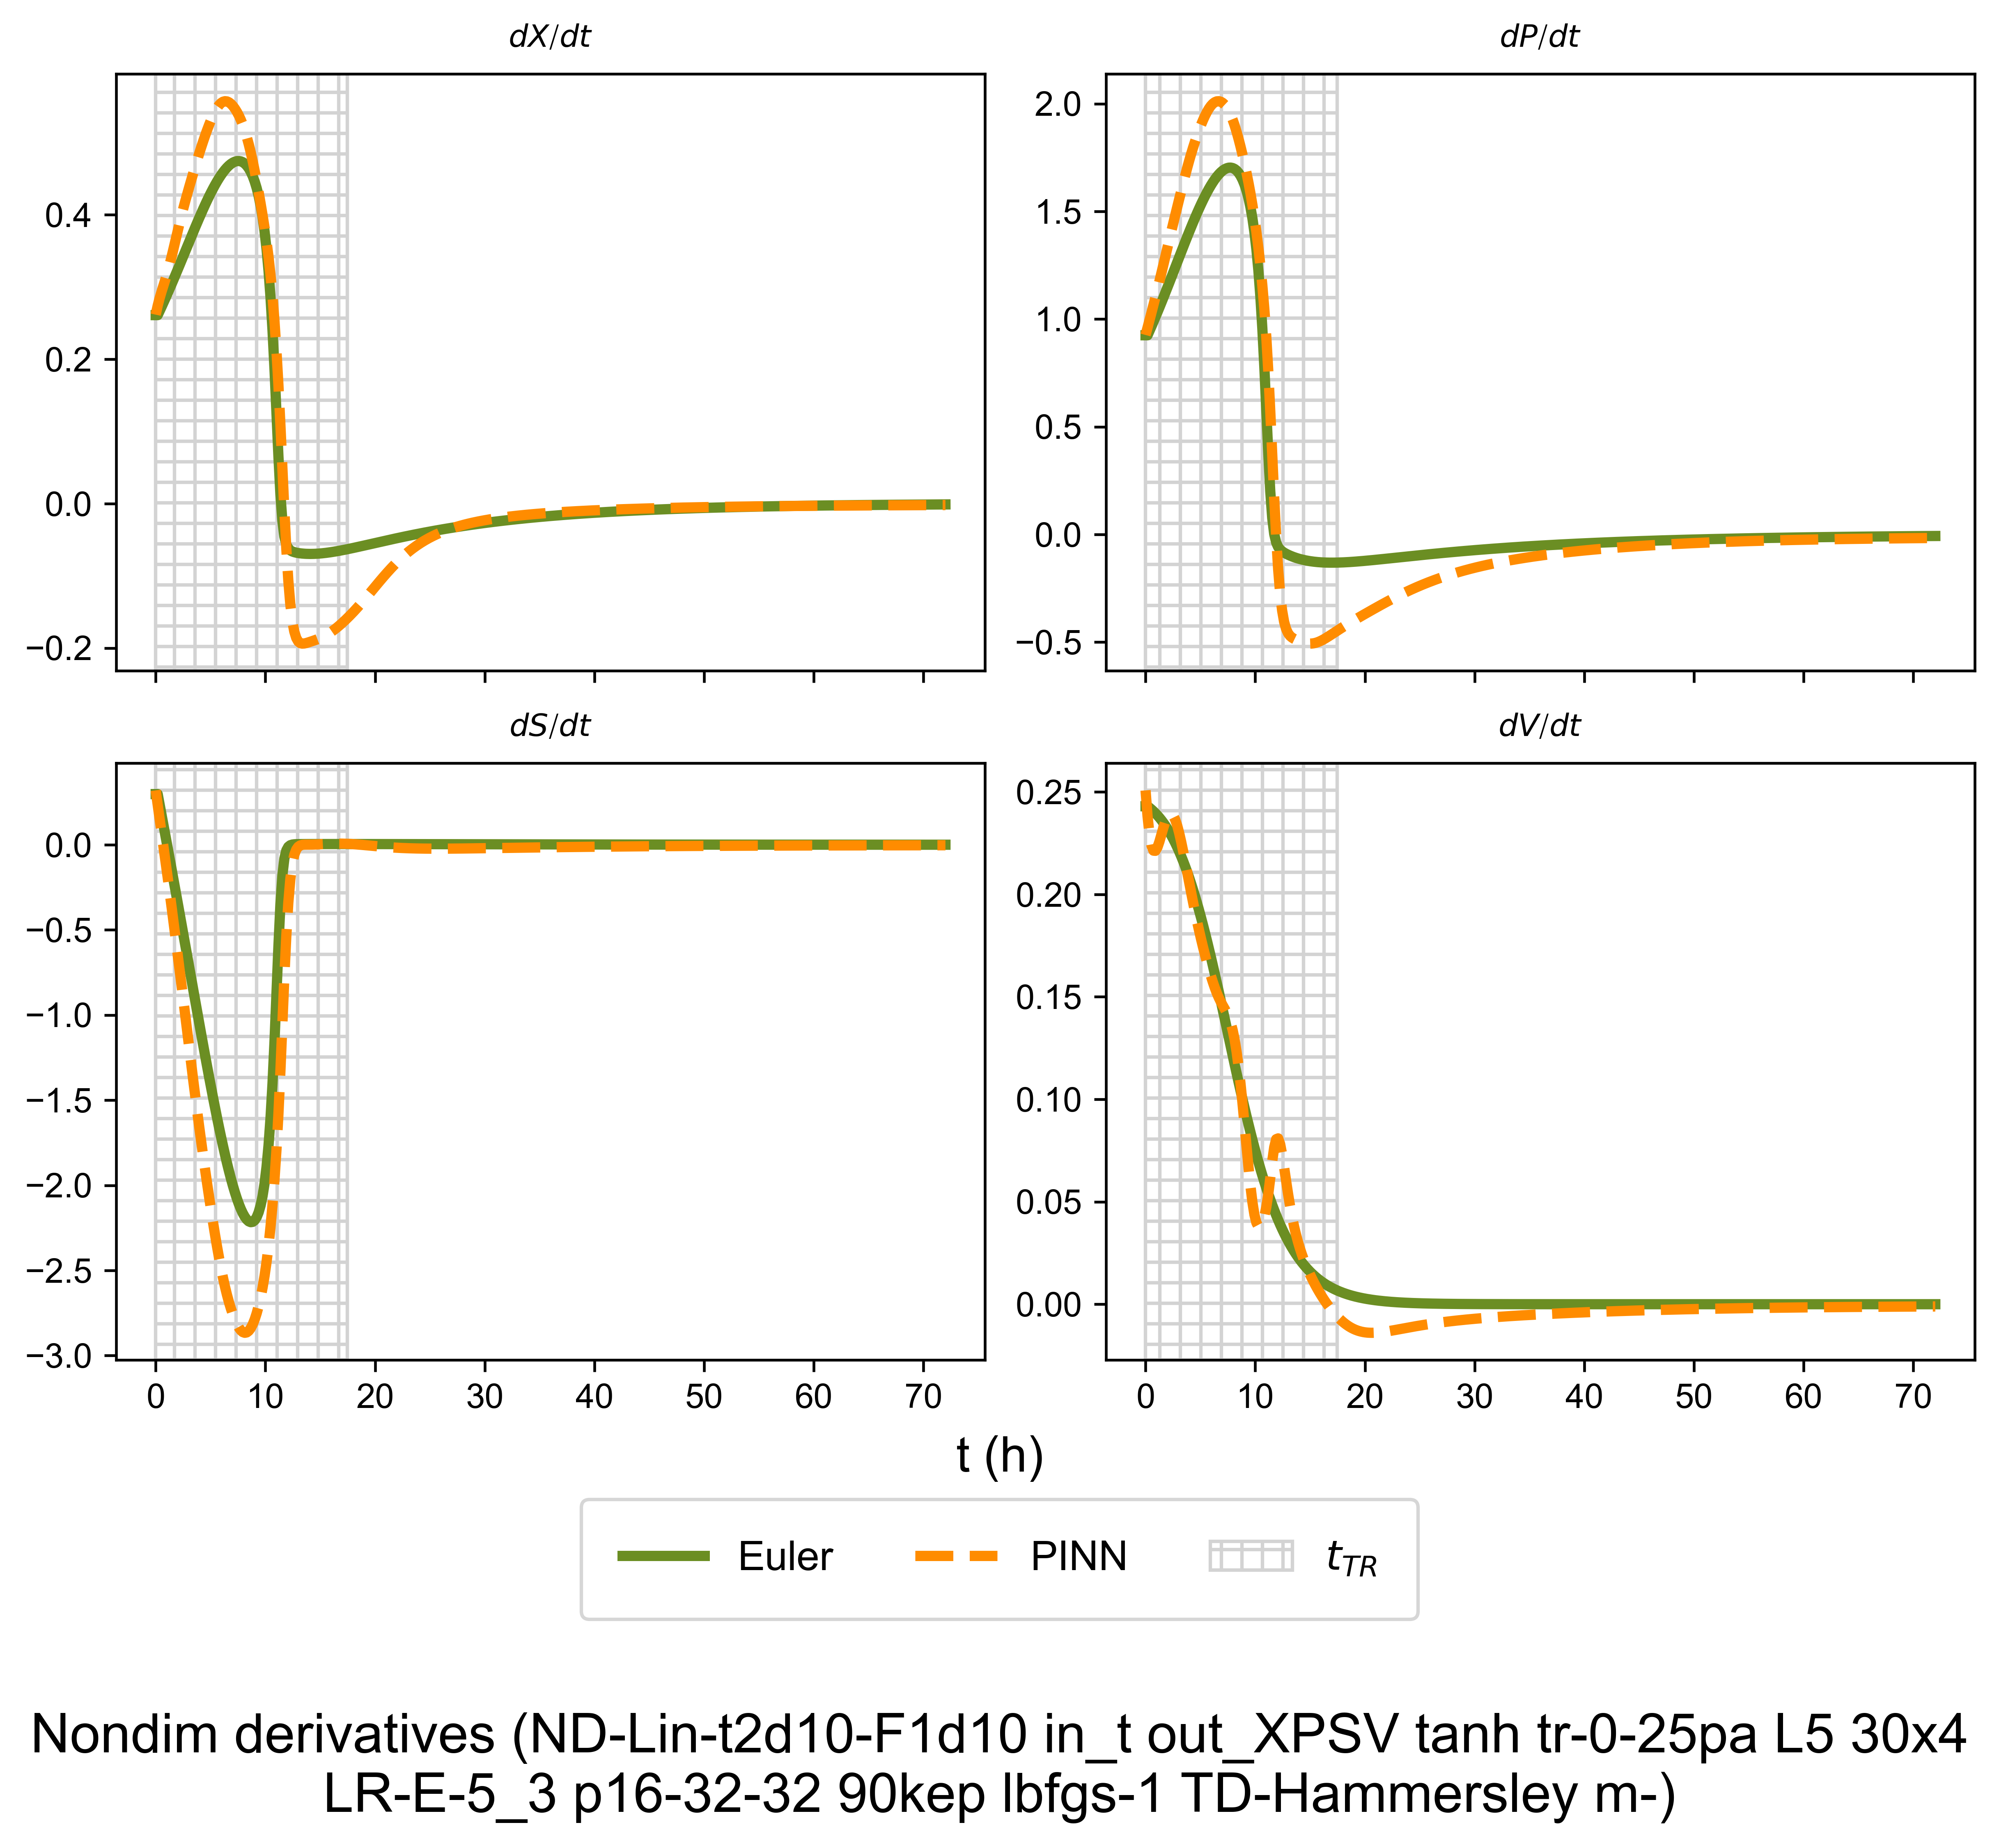 dX/dt
dP/dt
0.4
0.2
0.0
−0.2
2.0
1.5
1.0
0.5
0.0
−0.5
dS/dt
dV/dt
0.0
−0.5
−1.0
−1.5
−2.0
−2.5
−3.0
0 10 20 30 40 50 60 70
0.25
0.20
0.15
0.10
0.05
0.00
0 10 20 30 40 50 60 70
t (h)
Euler PINN t_TR
Nondim derivatives (ND-Lin-t2d10-F1d10 in_t out_XPSV tanh tr-0-25pa L5 30x4
LR-E-5_3 p16-32-32 90kep lbfgs-1 TD-Hammersley m-)